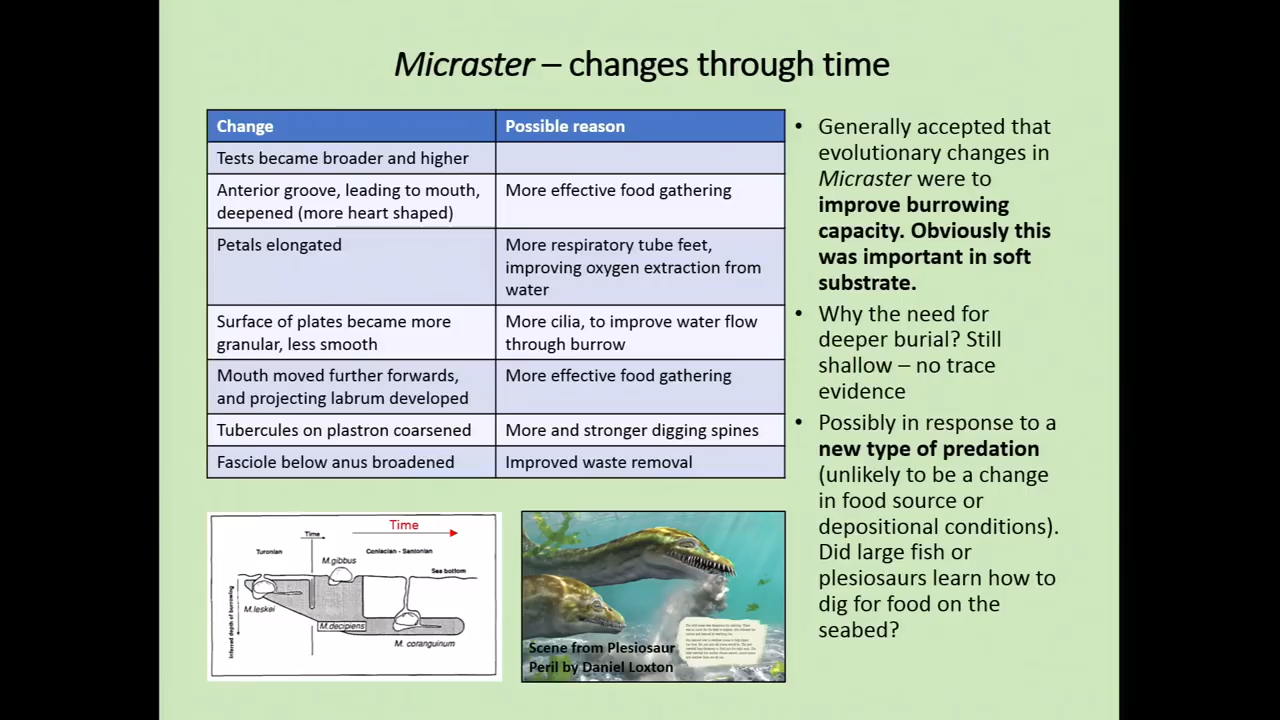 Micraster – changes through time
Change
Possible reason
Tests became broader and higher
Anterior groove, leading to mouth,
deepened (more heart shaped)
More effective food gathering
Petals elongated
More respiratory tube feet,
improving oxygen extraction from
water
Surface of plates became more
granular, less smooth
More cilia, to improve water flow
through burrow
Mouth moved further forwards,
and projecting labrum developed
More effective food gathering
Tubercules on plastron coarsened
More and stronger digging spines
Fasciole below anus broadened
Improved waste removal
• Generally accepted that
evolutionary changes in
Micraster were to
improve burrowing
capacity. Obviously this
was important in soft
substrate.
• Why the need for
deeper burial? Still
shallow – no trace
evidence
• Possibly in response to a
new type of predation
(unlikely to be a change
in food source or
depositional conditions).
Did large fish or
plesiosaurs learn how to
dig for food on the
seabed?
Time
Time
Turonian
Coniacian - Santonian
M.gibbus
Sea bottom
M.leskei
M.decipiens
M. coranguinum
Inferred depth of burrowing
Scene from Plesiosaur
Peril by Daniel Loxton